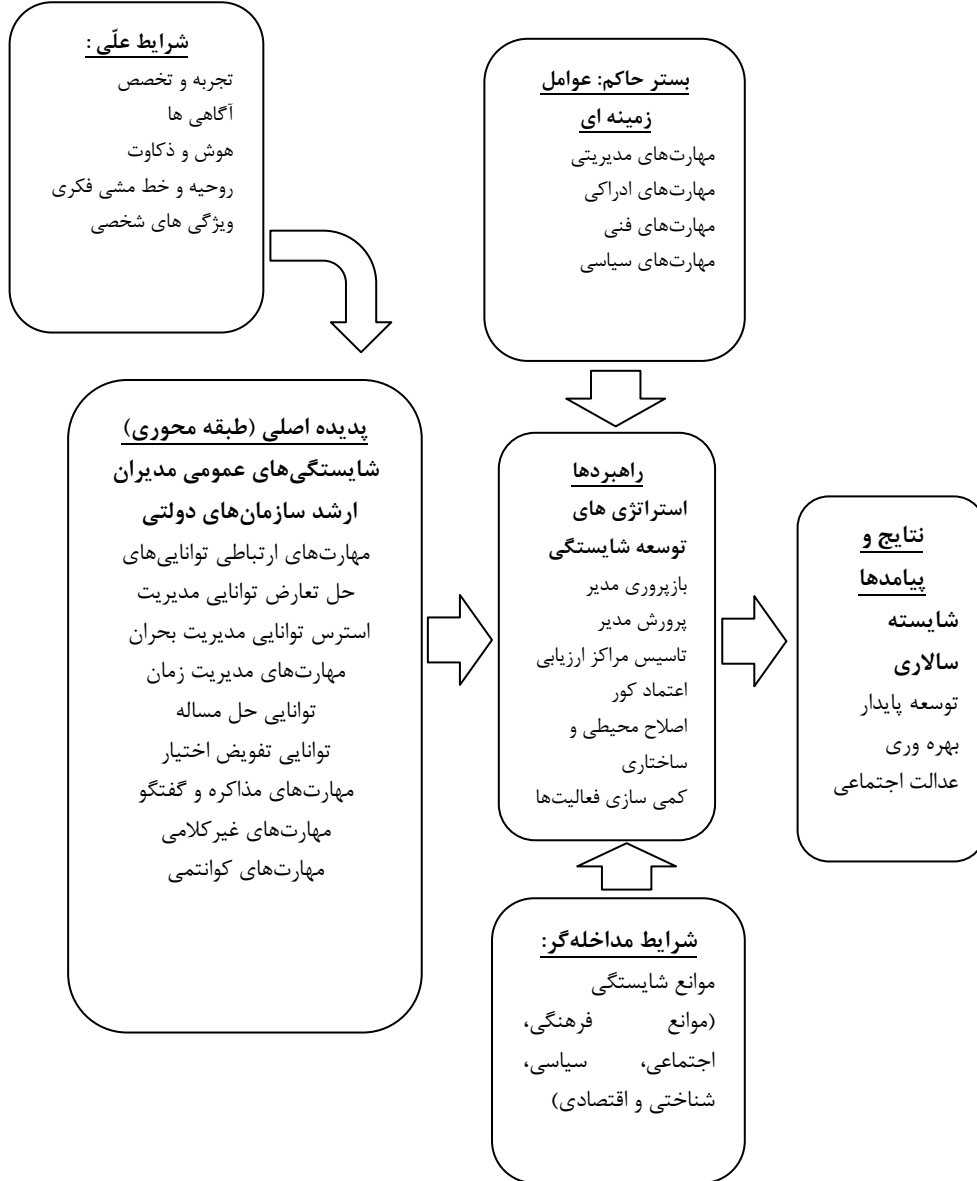 شرایط علّی :
تجربه و تخصص
آگاهی ها
هوش و ذکاوت
روحیه و خط مشی فکری
ویژگی های شخصی
بستر حاکم: عوامل
زمینه ای
مهارت‌های مدیریتی
مهارت‌های ادراکی
مهارت‌های فنی
مهارت‌های سیاسی
پدیده اصلی (طبقه محوری)
شایستگی‌های عمومی مدیران
ارشد سازمان‌های دولتی
مهارت‌های ارتباطی توانایی‌های
حل تعارض توانایی مدیریت
استرس توانایی مدیریت بحران
مهارت‌های مدیریت زمان
توانایی حل مساله
توانایی تفویض اختیار
مهارت‌های مذاکره و گفتگو
مهارت‌های غیرکلامی
مهارت‌های کوانتمی
راهبردها
استراتژی های
توسعه شایستگی
بازپروری مدیر
پرورش مدیر
تاسیس مراکز ارزیابی
اعتماد کور
اصلاح محیطی و
ساختاری
کمی سازی فعالیت‌ها
نتایج و
پیامدها
شایسته
سالاری
توسعه پایدار
بهره وری
عدالت اجتماعی
شرایط مداخله‌گر:
موانع شایستگی
(موانع فرهنگی،
اجتماعی، سیاسی،
شناختی و اقتصادی)